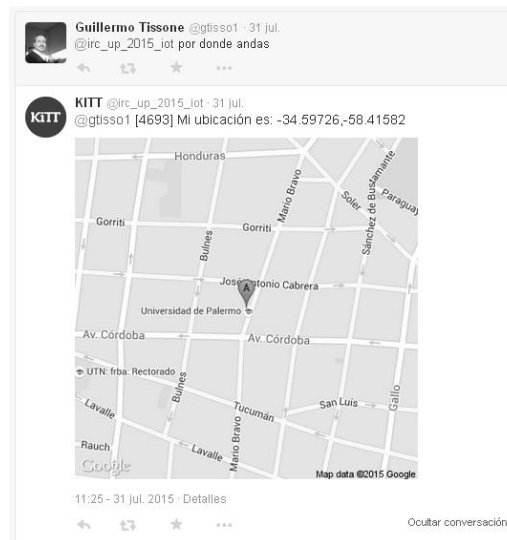 Guillermo Tissone @gtisso1 · 31 jul.
@irc_up_2015_iot por donde andas
KiTT
KITT @irc_up_2015_iot · 31 jul.
@gtisso1 [4693] Mi ubicación es: -34.59726,-58.41582
Honduras
Mario Bravo
Soler
Sánchez de Bustamante
Paraguay
Gorriti
Gorriti
Bulnes
José Antonio Cabrera
A
Universidad de Palermo
Av. Córdoba
Av. Córdoba
UTN: frba: Rectorado
Bulnes
Lavalle
Tucumán
San Luis
Gallo
Mario Bravo
Rauch
Lavalle
Google
Map data ©2015 Google
11:25 - 31 jul. 2015 · Detalles
Ocultar conversación